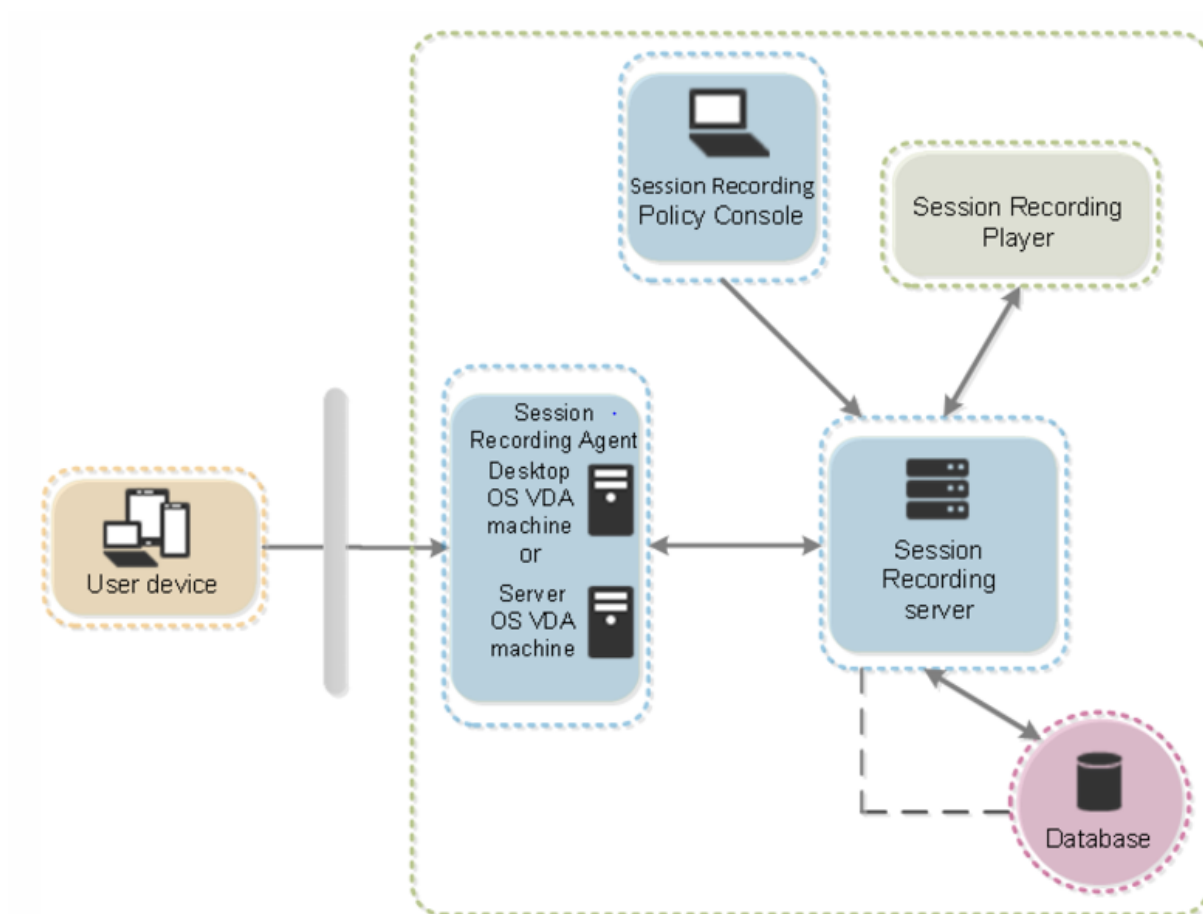 Session Recording
Policy Console
Session Recording
Player
Session
Recording Agent
Desktop
OS VDA
machine
or
Server
OS VDA
machine
User device
Session
Recording
server
Database